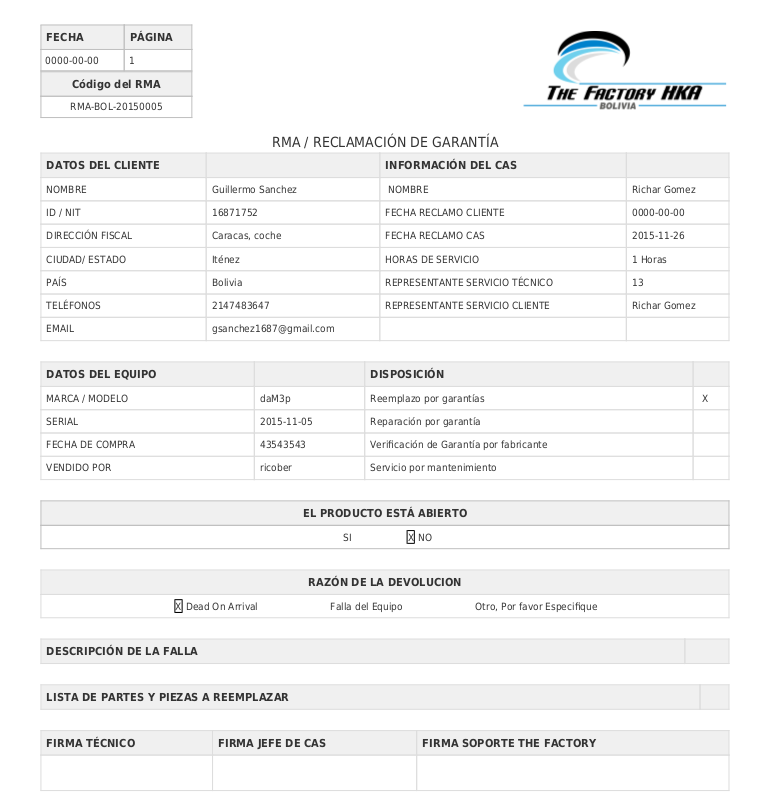 FECHA PÁGINA
0000-00-00 1
Código del RMA
RMA-BOL-20150005
THE FACTORY HKA
BOLIVIA
RMA / RECLAMACIÓN DE GARANTÍA
DATOS DEL CLIENTE INFORMACIÓN DEL CAS
NOMBRE Guillermo Sanchez NOMBRE Richar Gomez
ID / NIT 16871752 FECHA RECLAMO CLIENTE 0000-00-00
DIRECCIÓN FISCAL Caracas, coche FECHA RECLAMO CAS 2015-11-26
CIUDAD/ ESTADO Iténez HORAS DE SERVICIO 1 Horas
PAÍS Bolivia REPRESENTANTE SERVICIO TÉCNICO 13
TELÉFONOS 2147483647 REPRESENTANTE SERVICIO CLIENTE Richar Gomez
EMAIL gsanchez1687@gmail.com
DATOS DEL EQUIPO DISPOSICIÓN
MARCA / MODELO daM3p Reemplazo por garantías X
SERIAL 2015-11-05 Reparación por garantía
FECHA DE COMPRA 43543543 Verificación de Garantía por fabricante
VENDIDO POR ricober Servicio por mantenimiento
EL PRODUCTO ESTÁ ABIERTO
SI X NO
RAZÓN DE LA DEVOLUCION
X Dead On Arrival Falla del Equipo Otro, Por favor Especifique
DESCRIPCIÓN DE LA FALLA
LISTA DE PARTES Y PIEZAS A REEMPLAZAR
FIRMA TÉCNICO FIRMA JEFE DE CAS FIRMA SOPORTE THE FACTORY